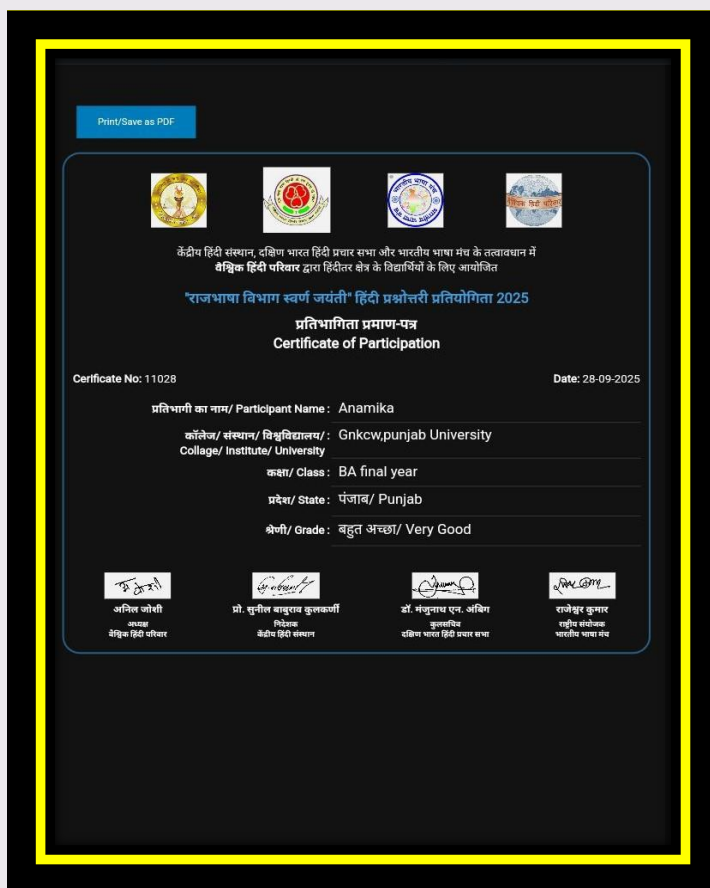 Print/Save as PDF
केंद्रीय हिंदी संस्थान, दक्षिण भारत हिंदी प्रचार सभा और भारतीय भाषा मंच के तत्वावधान में
वैश्विक हिंदी परिवार द्वारा हिंदीतर क्षेत्र के विद्यार्थियों के लिए आयोजित
"राजभाषा विभाग स्वर्ण जयंती" हिंदी प्रश्नोत्तरी प्रतियोगिता 2025
प्रतिभागिता प्रमाण-पत्र
Certificate of Participation
Cerificate No: 11028 Date: 28-09-2025
प्रतिभागी का नाम/ Participant Name : Anamika
कॉलेज/ संस्थान/ विश्वविद्यालय/ : Gnkcw,punjab University
Collage/ Institute/ University
कक्षा/ Class : BA final year
प्रदेश/ State : पंजाब/ Punjab
श्रेणी/ Grade : बहुत अच्छा/ Very Good
अनिल जोशी प्रो. सुनील बाबुराव कुलकर्णी डॉ. मंजुनाथ एन. अंबिग राजेश्वर कुमार
अध्यक्ष निदेशक कुलसचिव राष्ट्रीय संयोजक
वैश्विक हिंदी परिवार केंद्रीय हिंदी संस्थान दक्षिण भारत हिंदी प्रचार सभा भारतीय भाषा मंच